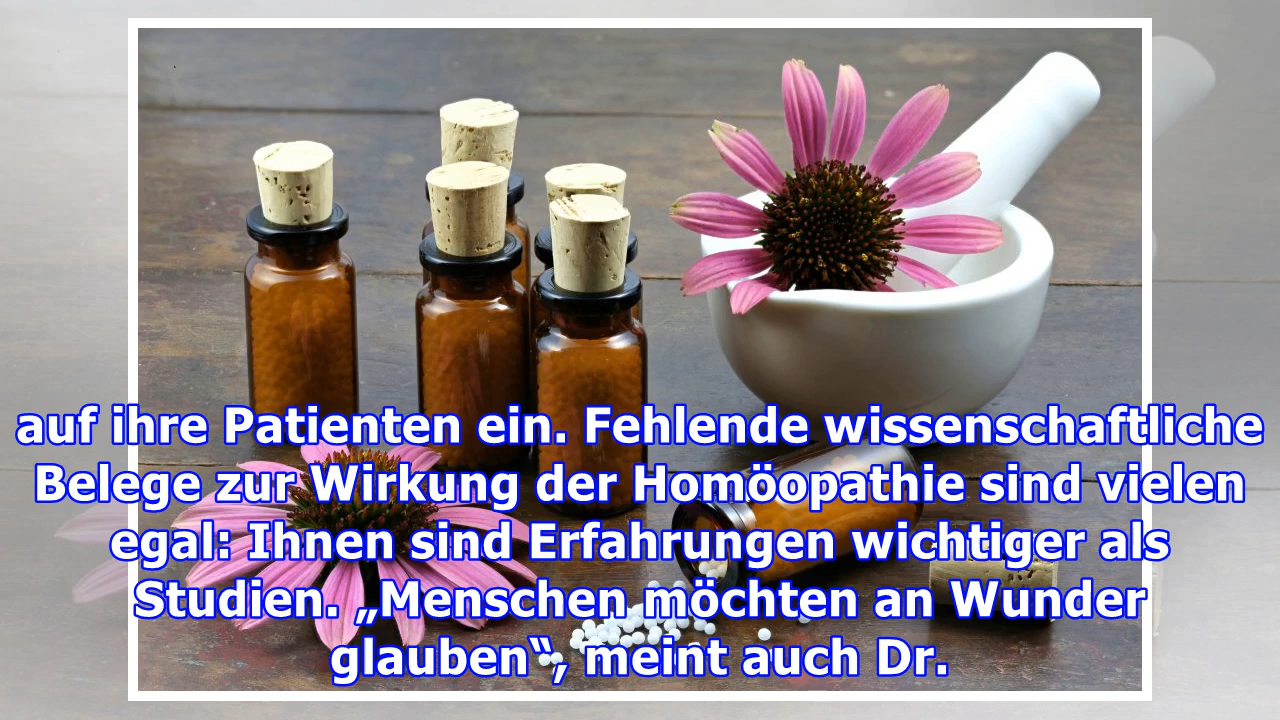 auf ihre Patienten ein. Fehlende wissenschaftliche
Belege zur Wirkung der Homöopathie sind vielen
egal: Ihnen sind Erfahrungen wichtiger als
Studien. „Menschen möchten an Wunder
glauben“, meint auch Dr.